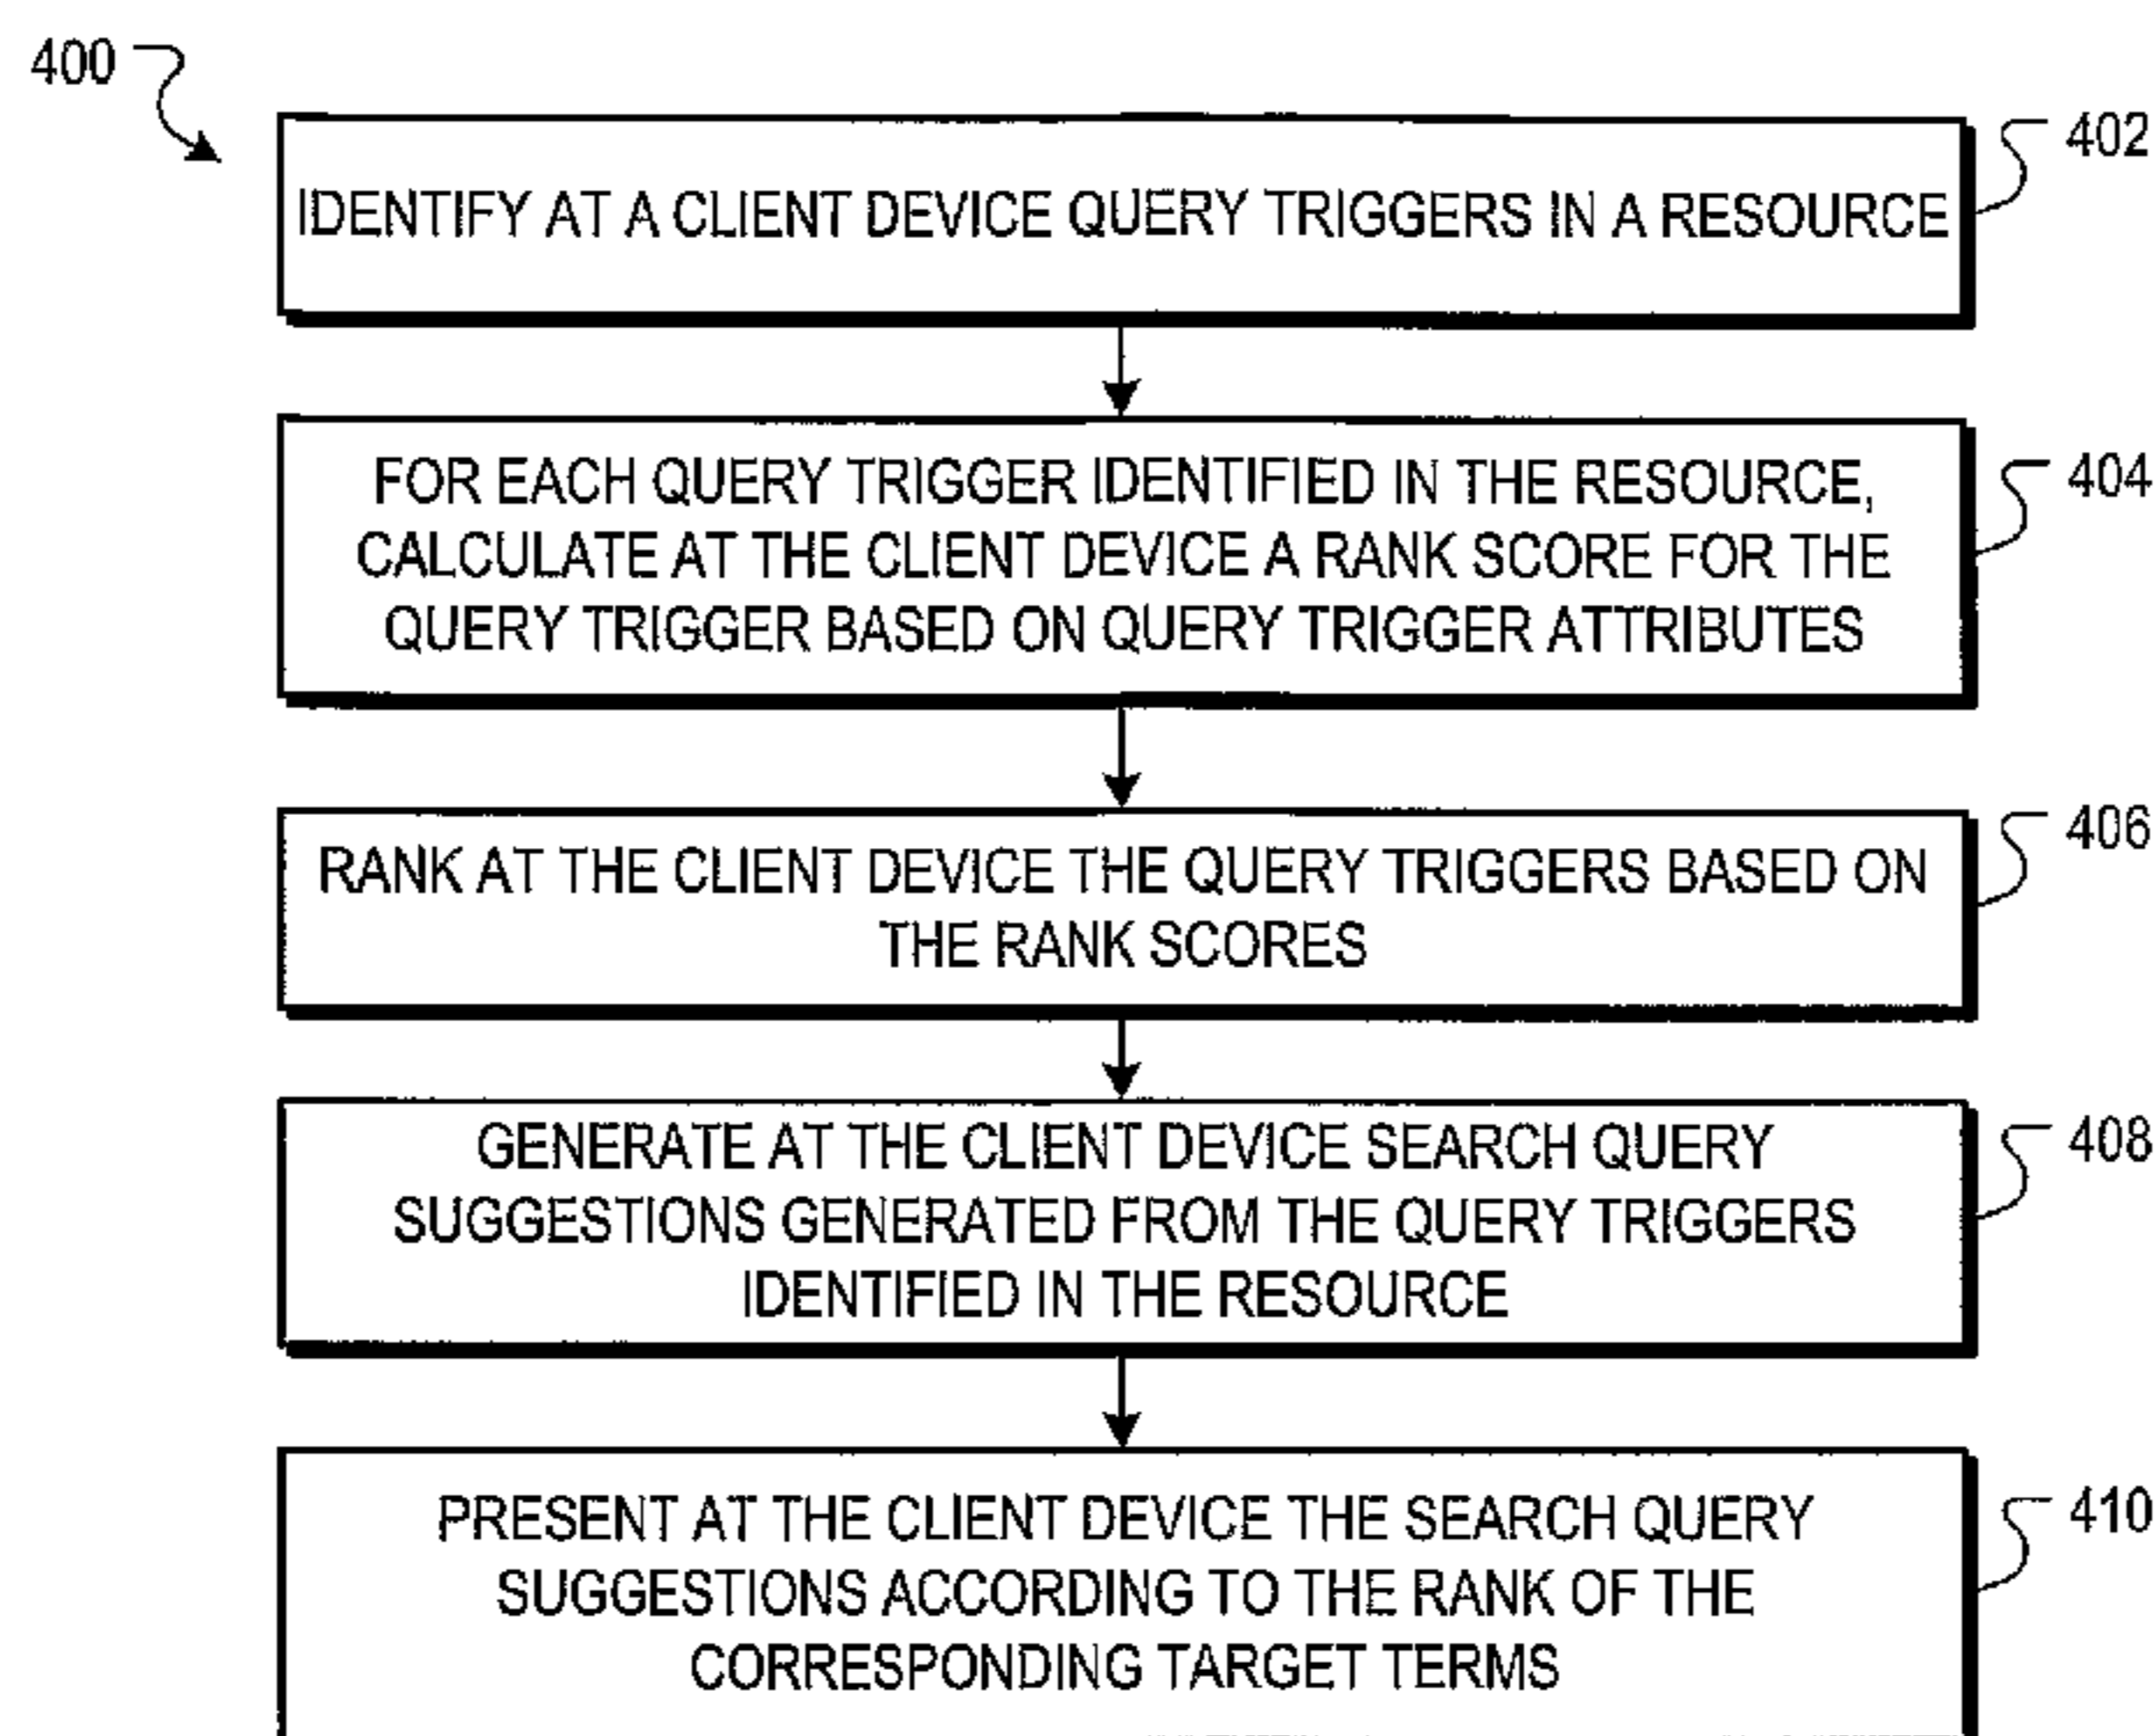 400
402
IDENTIFY AT A CLIENT DEVICE QUERY TRIGGERS IN A RESOURCE
404
FOR EACH QUERY TRIGGER IDENTIFIED IN THE RESOURCE,
CALCULATE AT THE CLIENT DEVICE A RANK SCORE FOR THE
QUERY TRIGGER BASED ON QUERY TRIGGER ATTRIBUTES
406
RANK AT THE CLIENT DEVICE THE QUERY TRIGGERS BASED ON
THE RANK SCORES
408
GENERATE AT THE CLIENT DEVICE SEARCH QUERY
SUGGESTIONS GENERATED FROM THE QUERY TRIGGERS
IDENTIFIED IN THE RESOURCE
410
PRESENT AT THE CLIENT DEVICE THE SEARCH QUERY
SUGGESTIONS ACCORDING TO THE RANK OF THE
CORRESPONDING TARGET TERMS